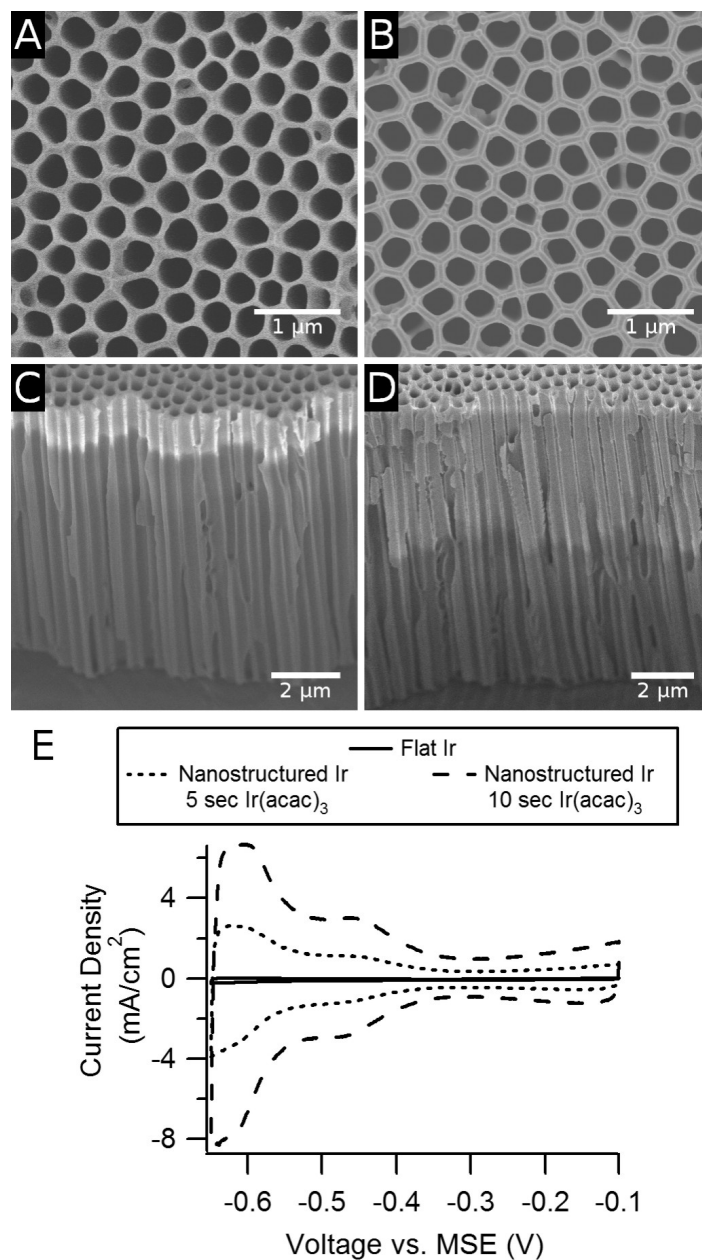 A
B
1 μm
1 μm
C
D
2 μm
2 μm
E
Flat Ir
Nanostructured Ir
5 sec Ir(acac)3
Nanostructured Ir
10 sec Ir(acac)3
Current Density
(mA/cm2)
4
0
-4
-8
-0.6 -0.5 -0.4 -0.3 -0.2 -0.1
Voltage vs. MSE (V)